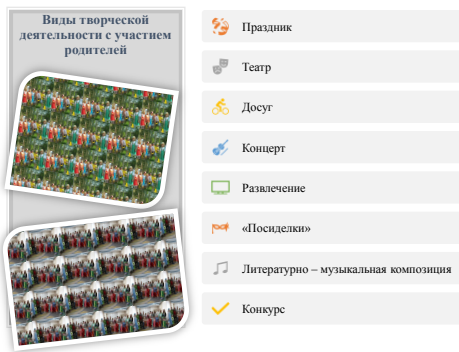 Виды творческой
деятельности с участием
родителей
Праздник
Театр
Досуг
Концерт
Развлечение
«Посиделки»
Литературно – музыкальная композиция
Конкурс